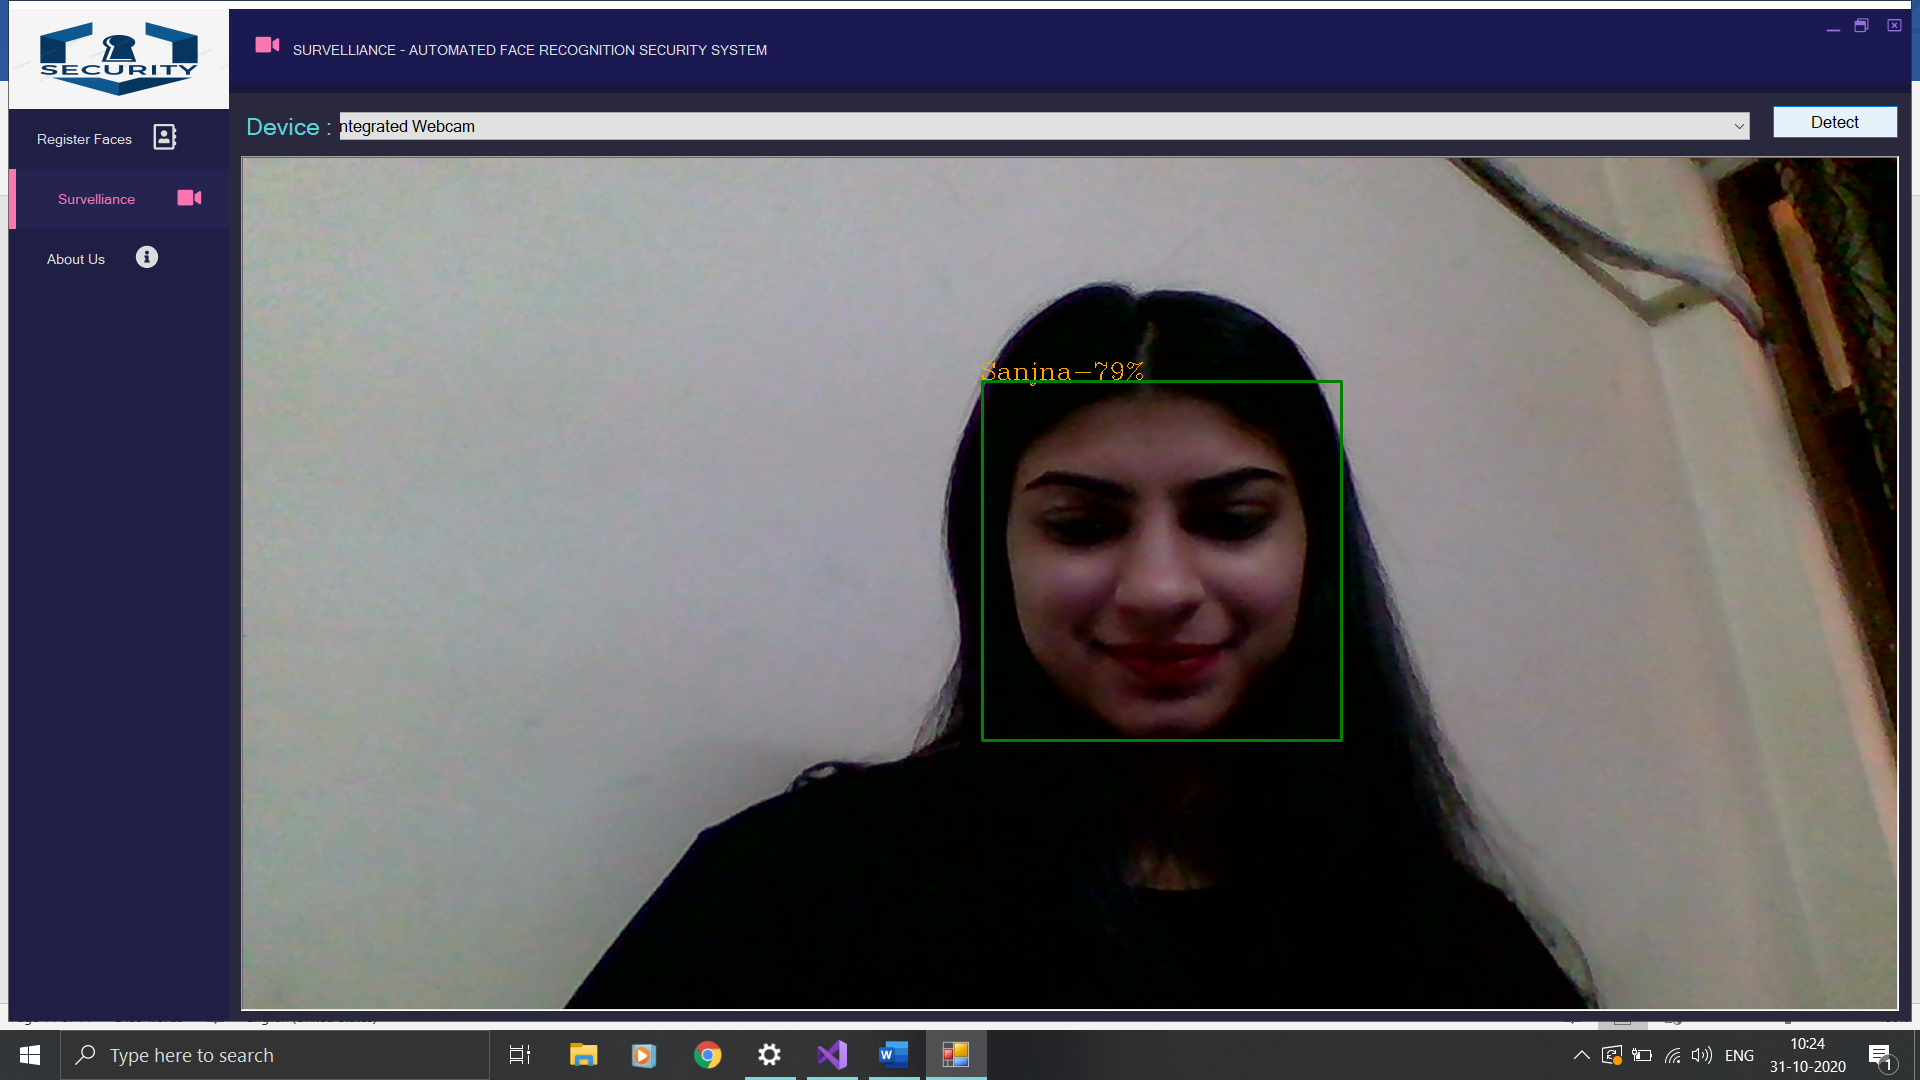 SECURITY
SURVELLIANCE - AUTOMATED FACE RECOGNITION SECURITY SYSTEM
Device :
ntegrated Webcam
Detect
Register Faces
Survelliance
About Us
Sanjna-79%
Type here to search
ENG
10:24
31-10-2020
1